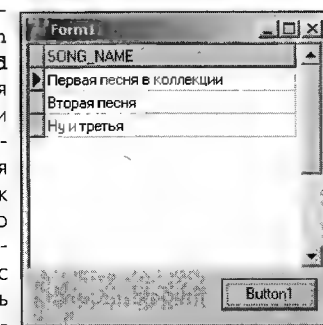 Form1
SONG_NAME
Первая песня в коллекции
Вторая песня
Ну и третья
Button1